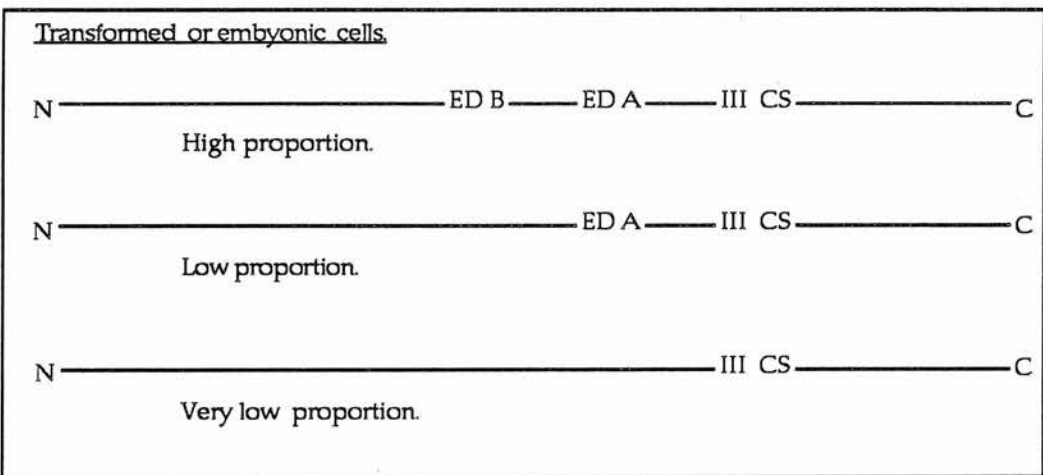 Transformed or embyonic cells.
N ED B ED A III CS C
High proportion.
N ED A III CS C
Low proportion.
N III CS C
Very low proportion.